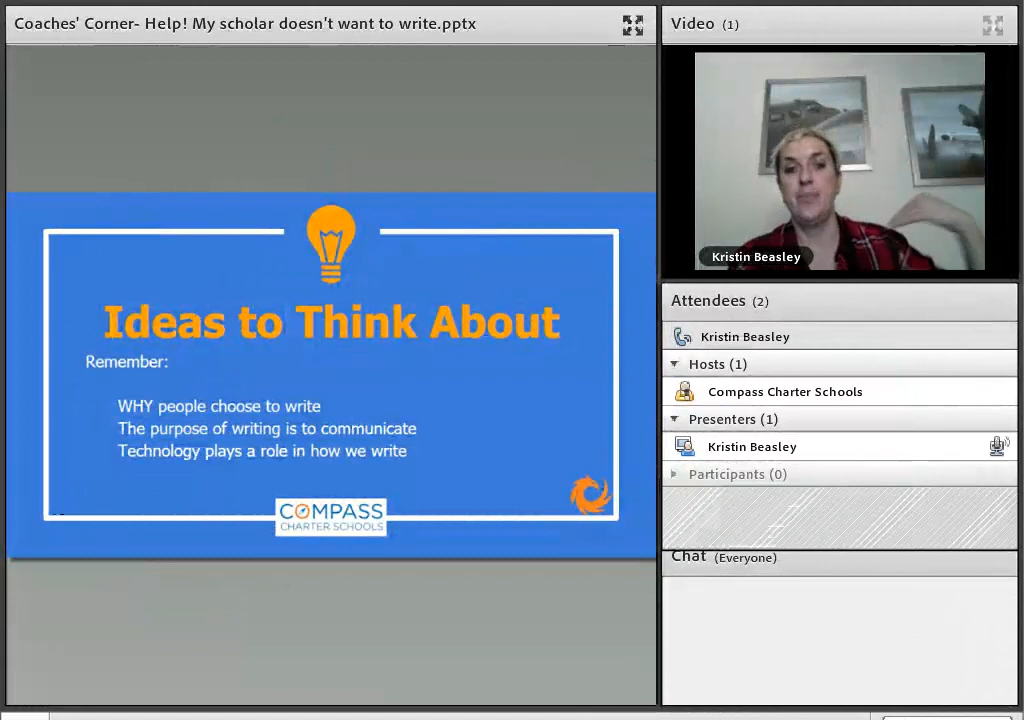 Coaches' Corner- Help! My scholar doesn't want to write.pptx
Ideas to Think About
Remember:
WHY people choose to write
The purpose of writing is to communicate
Technology plays a role in how we write
COMPASS
CHARTER SCHOOLS
Video (1)
Kristin Beasley
Attendees (2)
Kristin Beasley
Hosts (1)
Compass Charter Schools
Presenters (1)
Kristin Beasley
Participants (0)
Chat (Everyone)